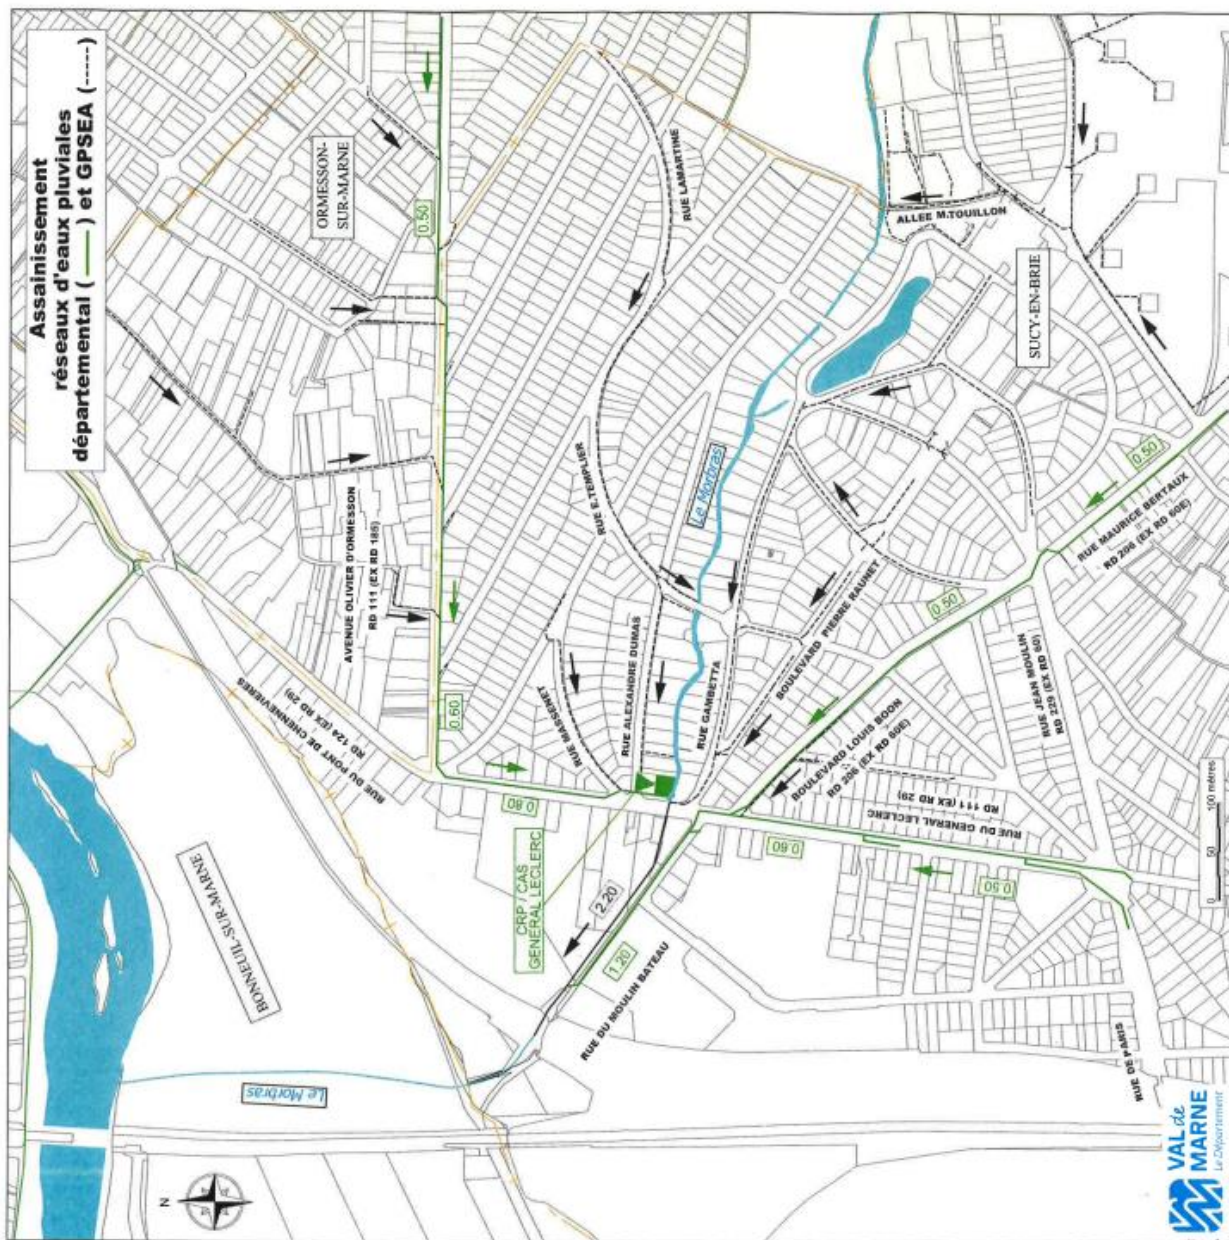 Assainissement
réseaux d'eaux pluviales
départemental ( —— ) et GPSEA (-----)
ORMESSON-
SUR-MARNE
0.50
RUE LAMARTINE
ALLEE M.TOUILLON
SUCY-EN-BRIE
AVENUE OLIVIER D'ORMESSON
RD 111 (EX RD 185)
RUE E.TEMPLIER
Le Morbras
0.50
RUE MAURICE BERTAUX
RD 206 (EX RD 60E)
RUE DU PONT DE CHENNEVIERES
RD 124 (EX RD 29)
0.60
RUE MASSENET
RUE ALEXANDRE DUMAS
RUE GAMBETTA
BOULEVARD PIERRE RAUNET
0.50
RUE JEAN MOULIN
RD 229 (EX RD 60)
0.80
BOULEVARD LOUIS BOON
RD 206 (EX RD 60E)
RUE DU GENERAL LECLERC
RD 111 (EX RD 29)
0.60
0.50
BONNEUIL-SUR-MARNE
CRP / CAS
GENERAL LECLERC
2.20
1.20
RUE DU MOULIN BATEAU
RUE DE PARIS
Le Morbras
N
0 50 100 mètres
VAL de
MARNE
Le Département